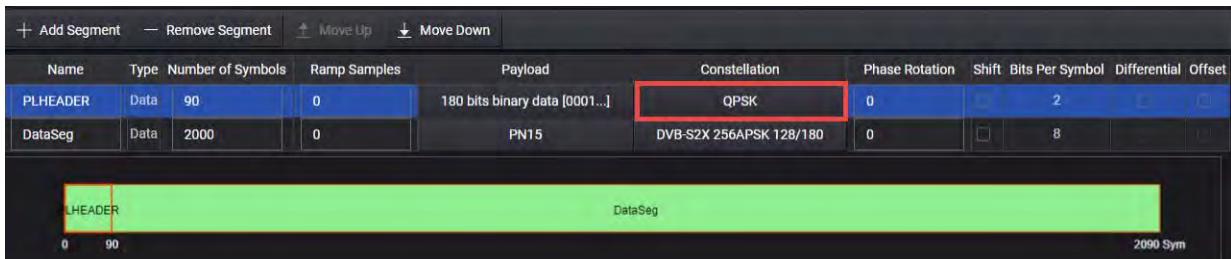 Add Segment Remove Segment Move Up Move Down
Name Type Number of Symbols Ramp Samples Payload Constellation Phase Rotation Shift Bits Per Symbol Differential Offset
PLHEADER Data 90 0 180 bits binary data [0001...] QPSK 0 2
DataSeg Data 2000 0 PN15 DVB-S2X 256APSK 128/180 0 8
PLHEADER DataSeg
0 90 2090 Sym